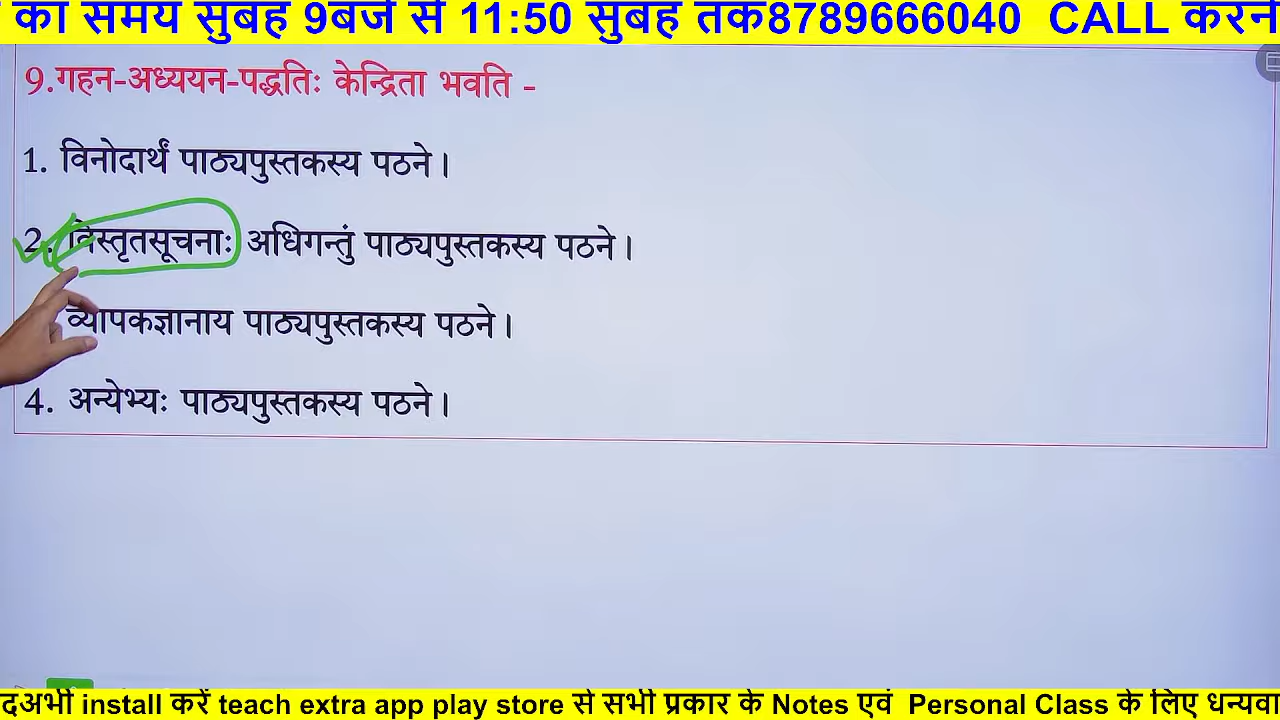 का समय सुबह 9बजे से 11:50 सुबह तक8789666040 CALL करन
9.गहन-अध्ययन-पद्धतिः केन्द्रिता भवति -
1. विनोदार्थं पाठ्यपुस्तकस्य पठने।
2. विस्तृतसूचनाः अधिगन्तुं पाठ्यपुस्तकस्य पठने।
व्यापकज्ञानाय पाठ्यपुस्तकस्य पठने।
4. अन्येभ्यः पाठ्यपुस्तकस्य पठने।
दअभी install करें teach extra app play store से सभी प्रकार के Notes एवं Personal Class के लिए धन्यवा